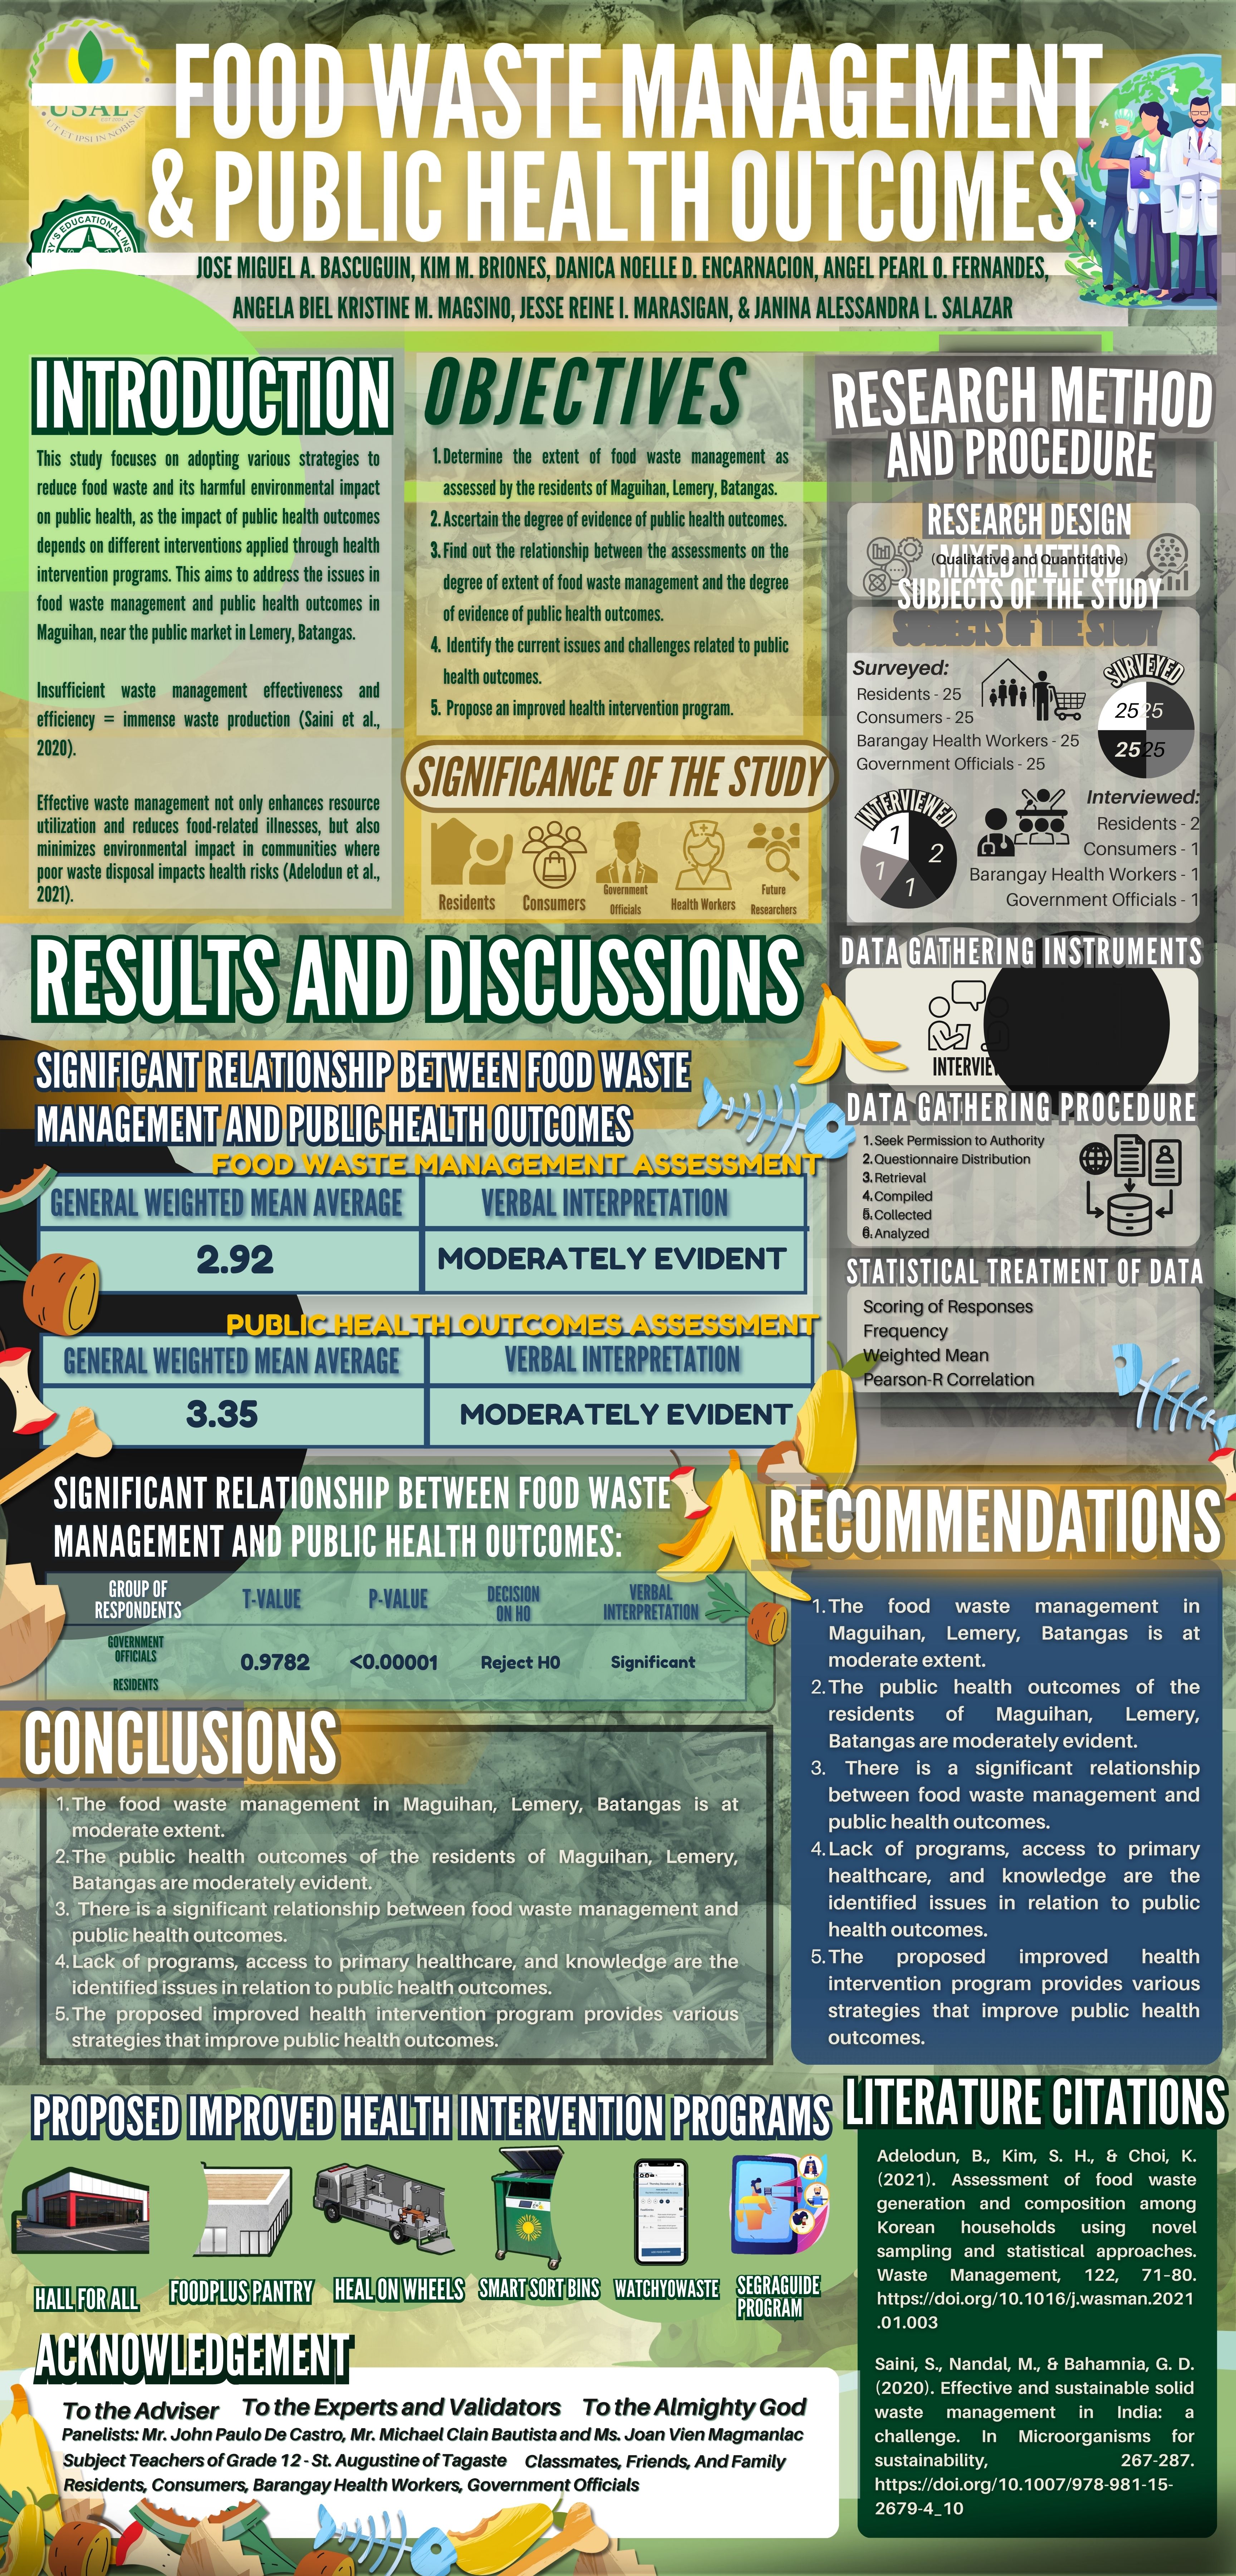 USAL
UT ET IPSI IN NOBIS
FOOD WASTE MANAGEMENT
& PUBLIC HEALTH OUTCOMES
JOSE MIGUEL A. BASCUGUIN, KIM M. BRIONES, DANICA NOELLE D. ENCARNACION, ANGEL PEARL O. FERNANDES,
ANGELA BIEL KRISTINE M. MAGSINO, JESSE REINE I. MARASIGAN, & JANINA ALESSANDRA L. SALAZAR
INTRODUCTION
This study focuses on adopting various strategies to
reduce food waste and its harmful environmental impact
on public health, as the impact of public health outcomes
depends on different interventions applied through health
intervention programs. This aims to address the issues in
food waste management and public health outcomes in
Maguihan, near the public market in Lemery, Batangas.
Insufficient waste management effectiveness and
efficiency = immense waste production (Saini et al.,
2020).
Effective waste management not only enhances resource
utilization and reduces food-related illnesses, but also
minimizes environmental impact in communities where
poor waste disposal impacts health risks (Adelodun et al.,
2021).
OBJECTIVES
1. Determine the extent of food waste management as
assessed by the residents of Maguihan, Lemery, Batangas.
2. Ascertain the degree of evidence of public health outcomes.
3. Find out the relationship between the assessments on the
degree of extent of food waste management and the degree
of evidence of public health outcomes.
4. Identify the current issues and challenges related to public
health outcomes.
5. Propose an improved health intervention program.
SIGNIFICANCE OF THE STUDY
Residents
Consumers
Government
Officials
Health Workers
Future
Researchers
RESEARCH METHOD
AND PROCEDURE
RESEARCH DESIGN
MIXED METHOD
(Qualitative and Quantitative)
SUBJECTS OF THE STUDY
SUBJECTS OF THE STUDY
Surveyed:
Residents - 25
Consumers - 25
Barangay Health Workers - 25
Government Officials - 25
SURVEYED
25 25
25 25
INTERVIEWED
1
2
1
1
Interviewed:
Residents - 2
Consumers - 1
Barangay Health Workers - 1
Government Officials - 1
DATA GATHERING INSTRUMENTS
DATA GATHERING PROCEDURE
1. Seek Permission to Authority
2. Questionnaire Distribution
3. Retrieval
4. Compiled
5. Collected
6. Analyzed
STATISTICAL TREATMENT OF DATA
Scoring of Responses
Frequency
Weighted Mean
Pearson-R Correlation
RESULTS AND DISCUSSIONS
SIGNIFICANT RELATIONSHIP BETWEEN FOOD WASTE
MANAGEMENT AND PUBLIC HEALTH OUTCOMES
FOOD WASTE MANAGEMENT ASSESSMENT
GENERAL WEIGHTED MEAN AVERAGE VERBAL INTERPRETATION
2.92 MODERATELY EVIDENT
PUBLIC HEALTH OUTCOMES ASSESSMENT
GENERAL WEIGHTED MEAN AVERAGE VERBAL INTERPRETATION
3.35 MODERATELY EVIDENT
SIGNIFICANT RELATIONSHIP BETWEEN FOOD WASTE
MANAGEMENT AND PUBLIC HEALTH OUTCOMES:
GROUP OF
RESPONDENTS
T-VALUE
P-VALUE
DECISION
ON HO
VERBAL
INTERPRETATION
GOVERNMENT
OFFICIALS
RESIDENTS
0.9782 <0.00001 Reject H0 Significant
CONCLUSIONS
1. The food waste management in Maguihan, Lemery, Batangas is at
moderate extent.
2. The public health outcomes of the residents of Maguihan, Lemery,
Batangas are moderately evident.
3. There is a significant relationship between food waste management and
public health outcomes.
4. Lack of programs, access to primary healthcare, and knowledge are the
identified issues in relation to public health outcomes.
5. The proposed improved health intervention program provides various
strategies that improve public health outcomes.
RECOMMENDATIONS
1. The food waste management in
Maguihan, Lemery, Batangas is at
moderate extent.
2. The public health outcomes of the
residents of Maguihan, Lemery,
Batangas are moderately evident.
3. There is a significant relationship
between food waste management and
public health outcomes.
4. Lack of programs, access to primary
healthcare, and knowledge are the
identified issues in relation to public
health outcomes.
5. The proposed improved health
intervention program provides various
strategies that improve public health
outcomes.
PROPOSED IMPROVED HEALTH INTERVENTION PROGRAMS
HALL FOR ALL
FOODPLUS PANTRY
HEAL ON WHEELS
SMART SORT BINS
WATCHYOWASTE
SEGRAGUIDE
PROGRAM
ACKNOWLEDGEMENT
To the Adviser To the Experts and Validators To the Almighty God
Panelists: Mr. John Paulo De Castro, Mr. Michael Clain Bautista and Ms. Joan Vien Magmanlac
Subject Teachers of Grade 12 - St. Augustine of Tagaste Classmates, Friends, And Family
Residents, Consumers, Barangay Health Workers, Government Officials
LITERATURE CITATIONS
Adelodun, B., Kim, S. H., & Choi, K.
(2021). Assessment of food waste
generation and composition among
Korean households using novel
sampling and statistical approaches.
Waste Management, 122, 71–80.
https://doi.org/10.1016/j.wasman.2021
.01.003
Saini, S., Nandal, M., & Bahamnia, G. D.
(2020). Effective and sustainable solid
waste management in India: a
challenge. In Microorganisms for
sustainability, 267-287.
https://doi.org/10.1007/978-981-15-
2679-4_10